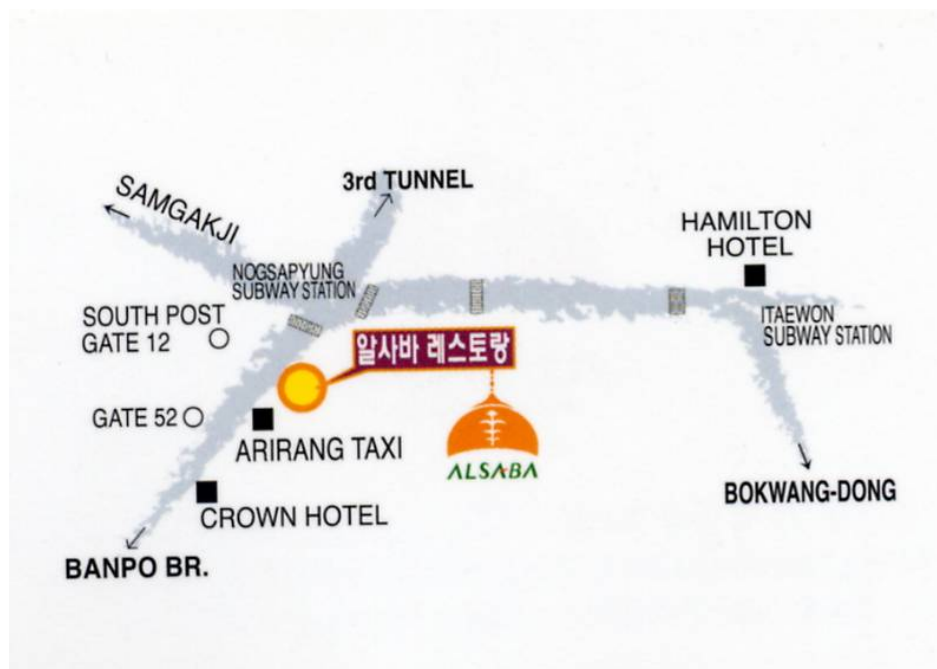 3rd TUNNEL
SAMGAKJI
HAMILTON
HOTEL
NOGSAPYUNG
SUBWAY STATION
SOUTH POST
GATE 12
ITAEWON
SUBWAY STATION
알사바 레스토랑
GATE 52
ARIRANG TAXI
ALSABA
BOKWANG-DONG
CROWN HOTEL
BANPO BR.